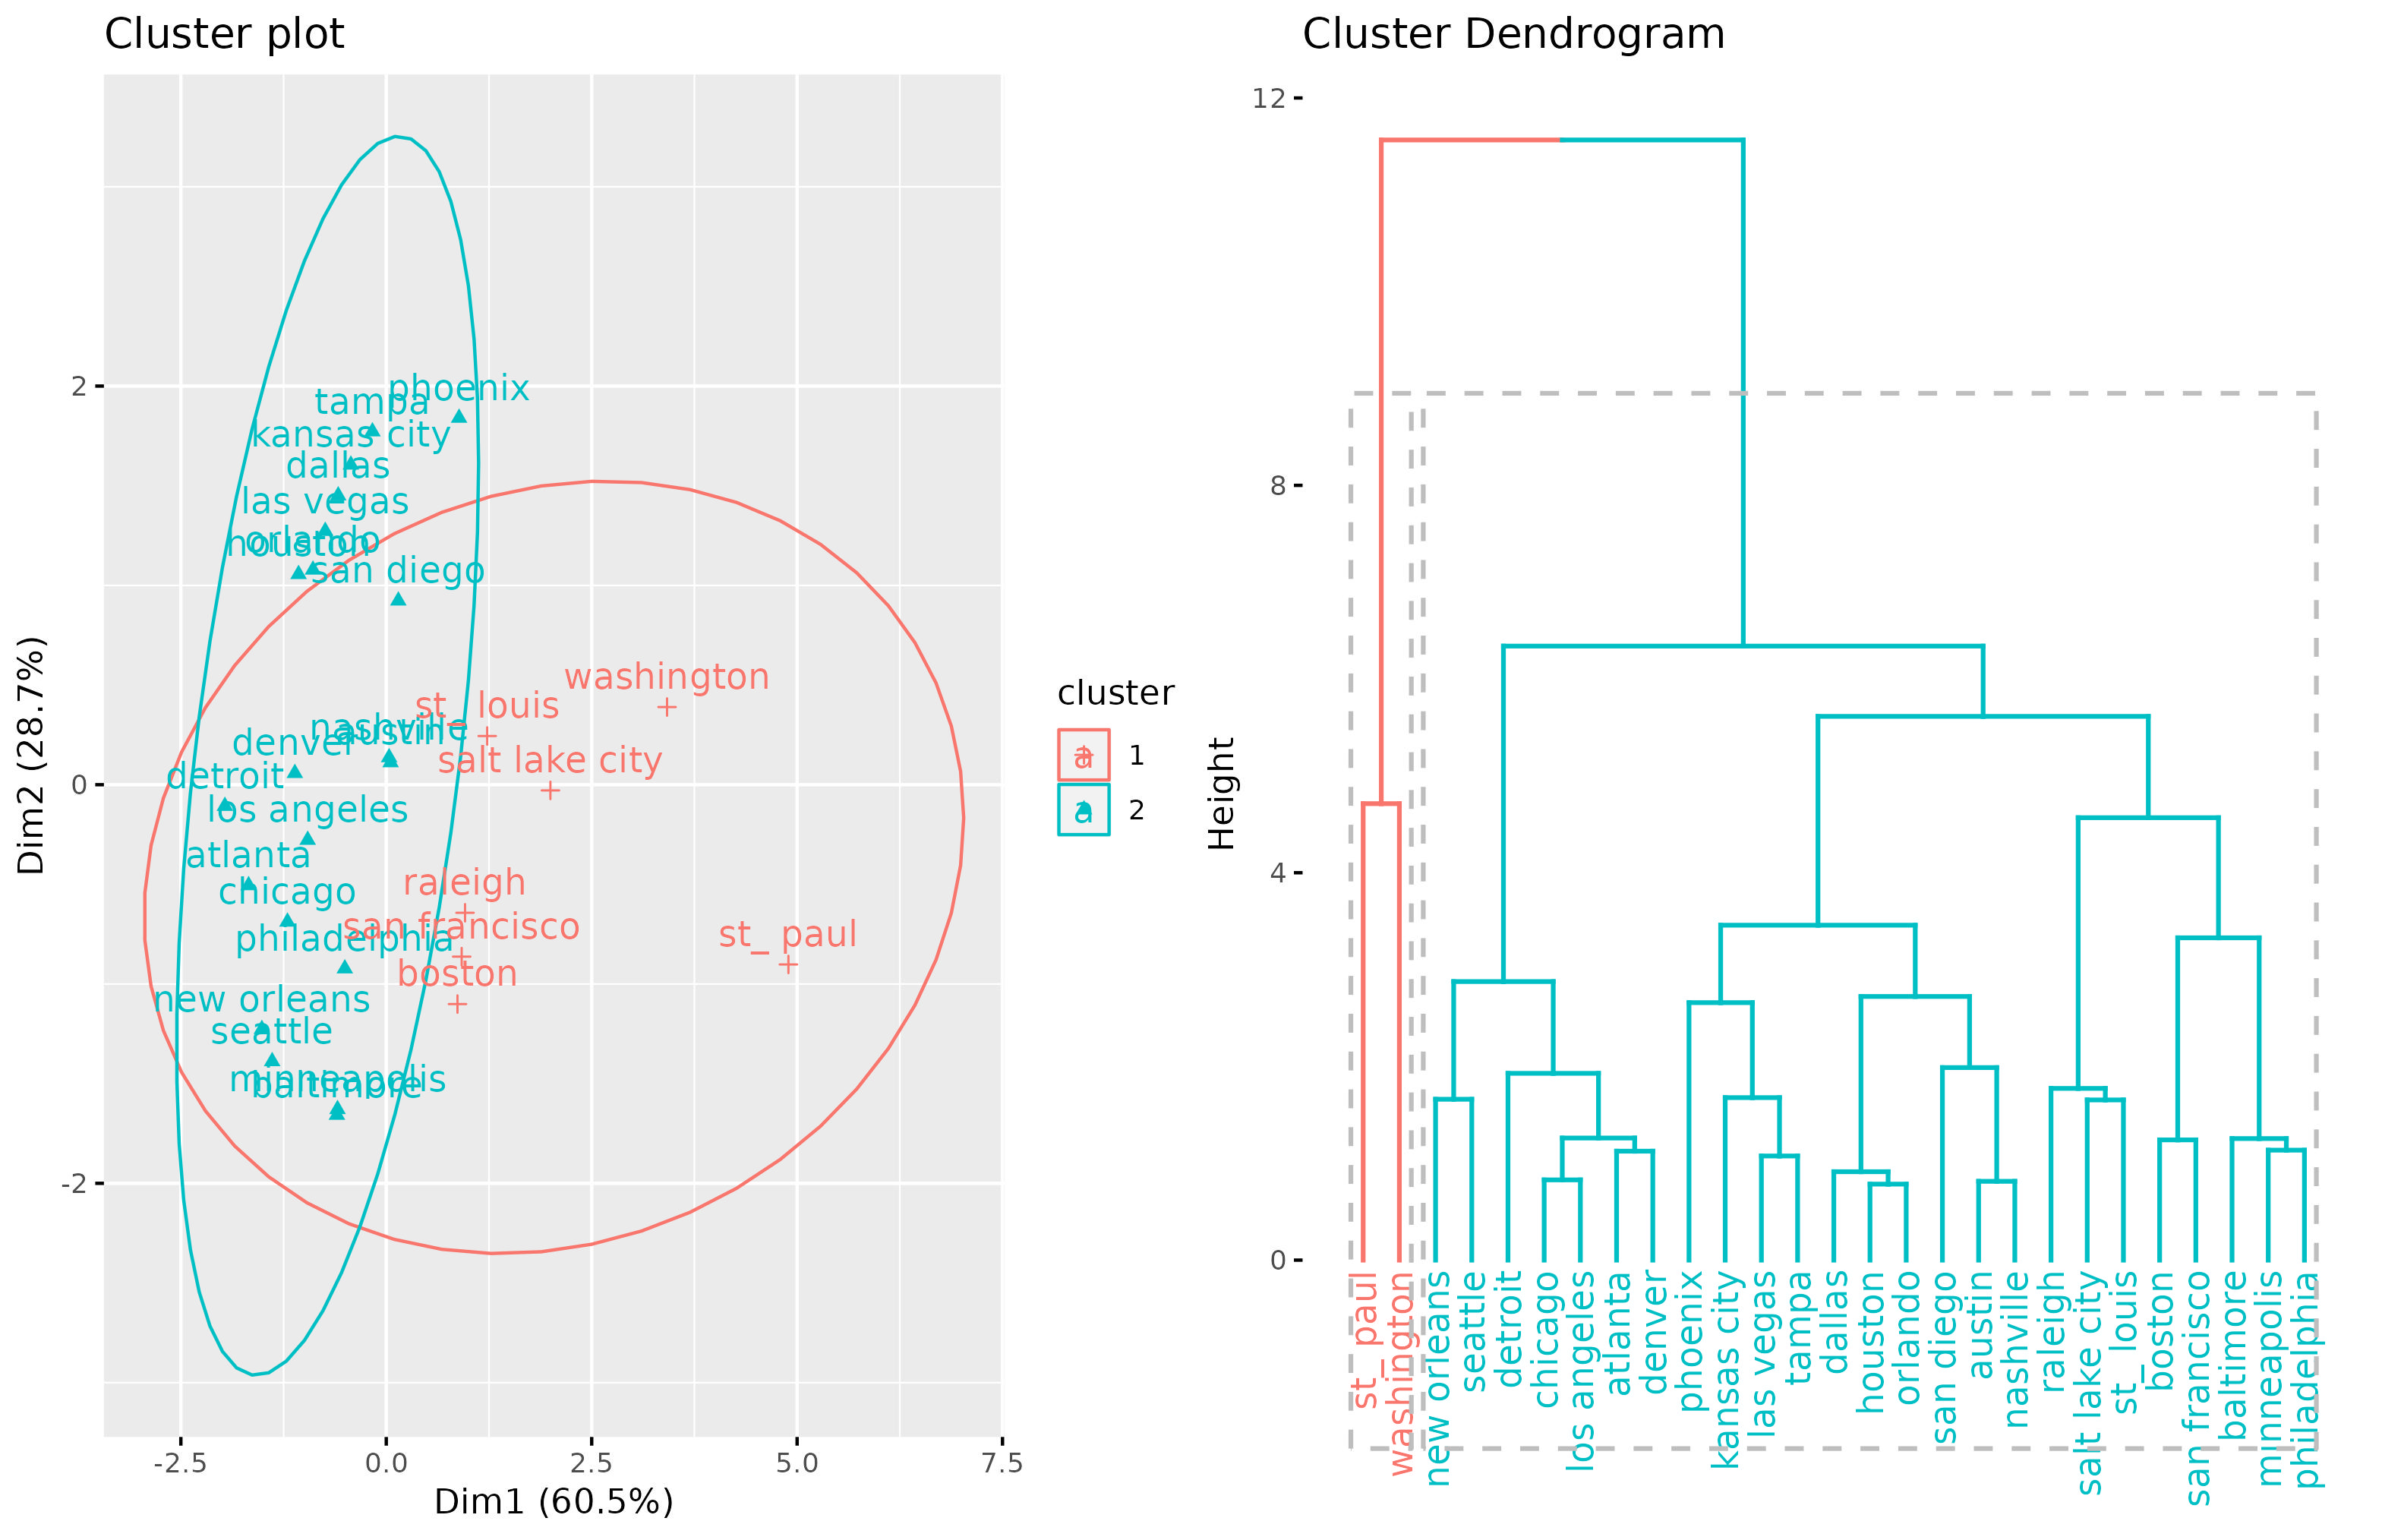 Cluster plot
2
0
-2
-2.5
0.0
2.5
5.0
7.5
Dim1 (60.5%)
Dim2 (28.7%)
phoenix
tampa
kansas city
dallas
las vegas
orlando
houston
san diego
washington
st_ louis
nashville
austin
denver
salt lake city
detroit
los angeles
atlanta
chicago
raleigh
san francisco
philadelphia
st_ paul
boston
new orleans
seattle
minneapolis
baltimore
cluster
a
1
a
2
Cluster Dendrogram
12
8
4
0
Height
st_ paul
washington
new orleans
seattle
detroit
chicago
los angeles
atlanta
denver
phoenix
kansas city
las vegas
tampa
dallas
houston
orlando
san diego
austin
nashville
raleigh
salt lake city
st_ louis
boston
san francisco
baltimore
minneapolis
philadelphia